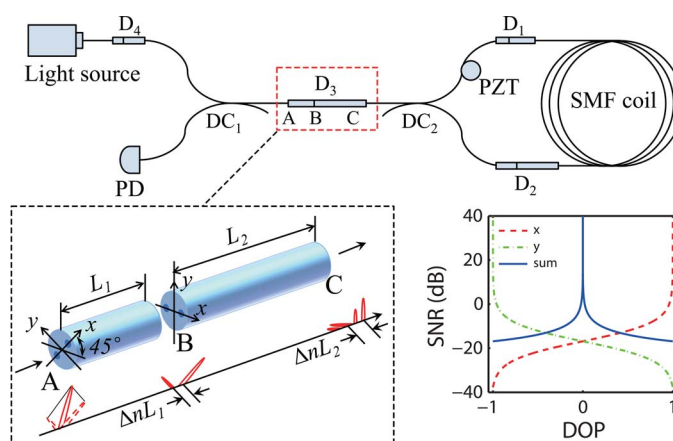 D4
Light source
DC1
PD
D3
A B C
DC2
D1
PZT
SMF coil
D2
L1
L2
y
x
45°
A
y
x
B
C
ΔnL1
ΔnL2
x
y
sum
SNR (dB)
40
20
0
−20
−40
-1 0 1
DOP